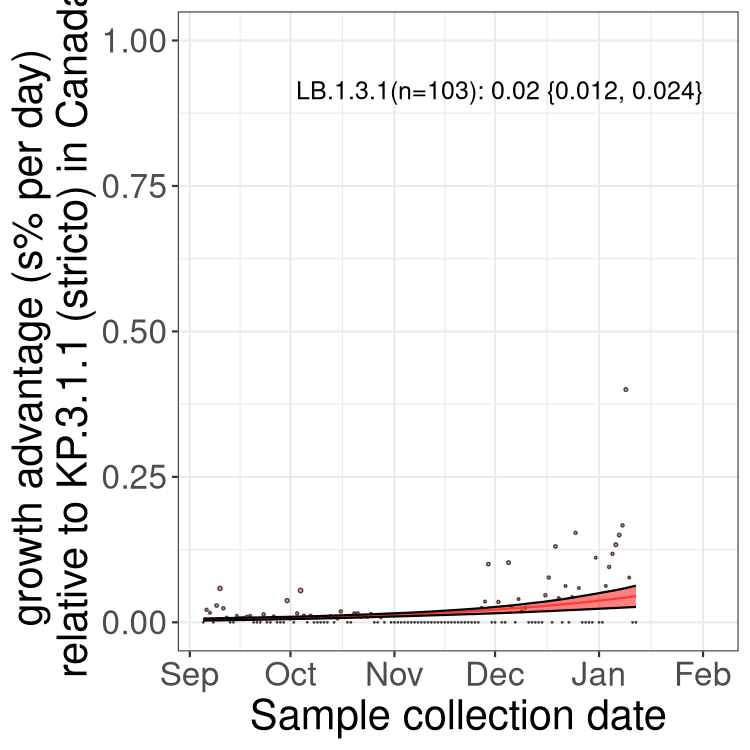 growth advantage (s% per day)
relative to KP.3.1.1 (stricto) in Canada
1.00
0.75
0.50
0.25
0.00
LB.1.3.1(n=103): 0.02 {0.012, 0.024}
Sep Oct Nov Dec Jan Feb
Sample collection date